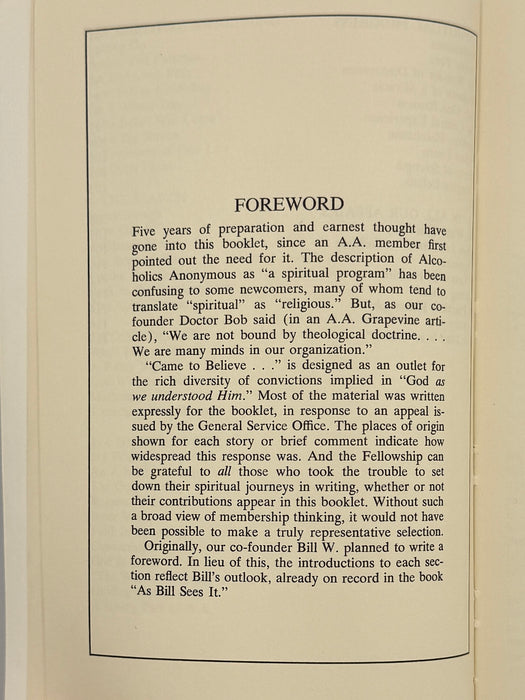 FOREWORD
Five years of preparation and earnest thought have
gone into this booklet, since an A.A. member first
pointed out the need for it. The description of Alco-
holics Anonymous as “a spiritual program” has been
confusing to some newcomers, many of whom tend to
translate “spiritual” as “religious.” But, as our co-
founder Doctor Bob said (in an A.A. Grapevine arti-
cle), “We are not bound by theological doctrine. . . .
We are many minds in our organization.”
“Came to Believe . . .” is designed as an outlet for
the rich diversity of convictions implied in “God as
we understood Him.” Most of the material was written
expressly for the booklet, in response to an appeal is-
sued by the General Service Office. The places of origin
shown for each story or brief comment indicate how
widespread this response was. And the Fellowship can
be grateful to all those who took the trouble to set
down their spiritual journeys in writing, whether or not
their contributions appear in this booklet. Without such
a broad view of membership thinking, it would not have
been possible to make a truly representative selection.
Originally, our co-founder Bill W. planned to write a
foreword. In lieu of this, the introductions to each sec-
tion reflect Bill’s outlook, already on record in the book
“As Bill Sees It.”